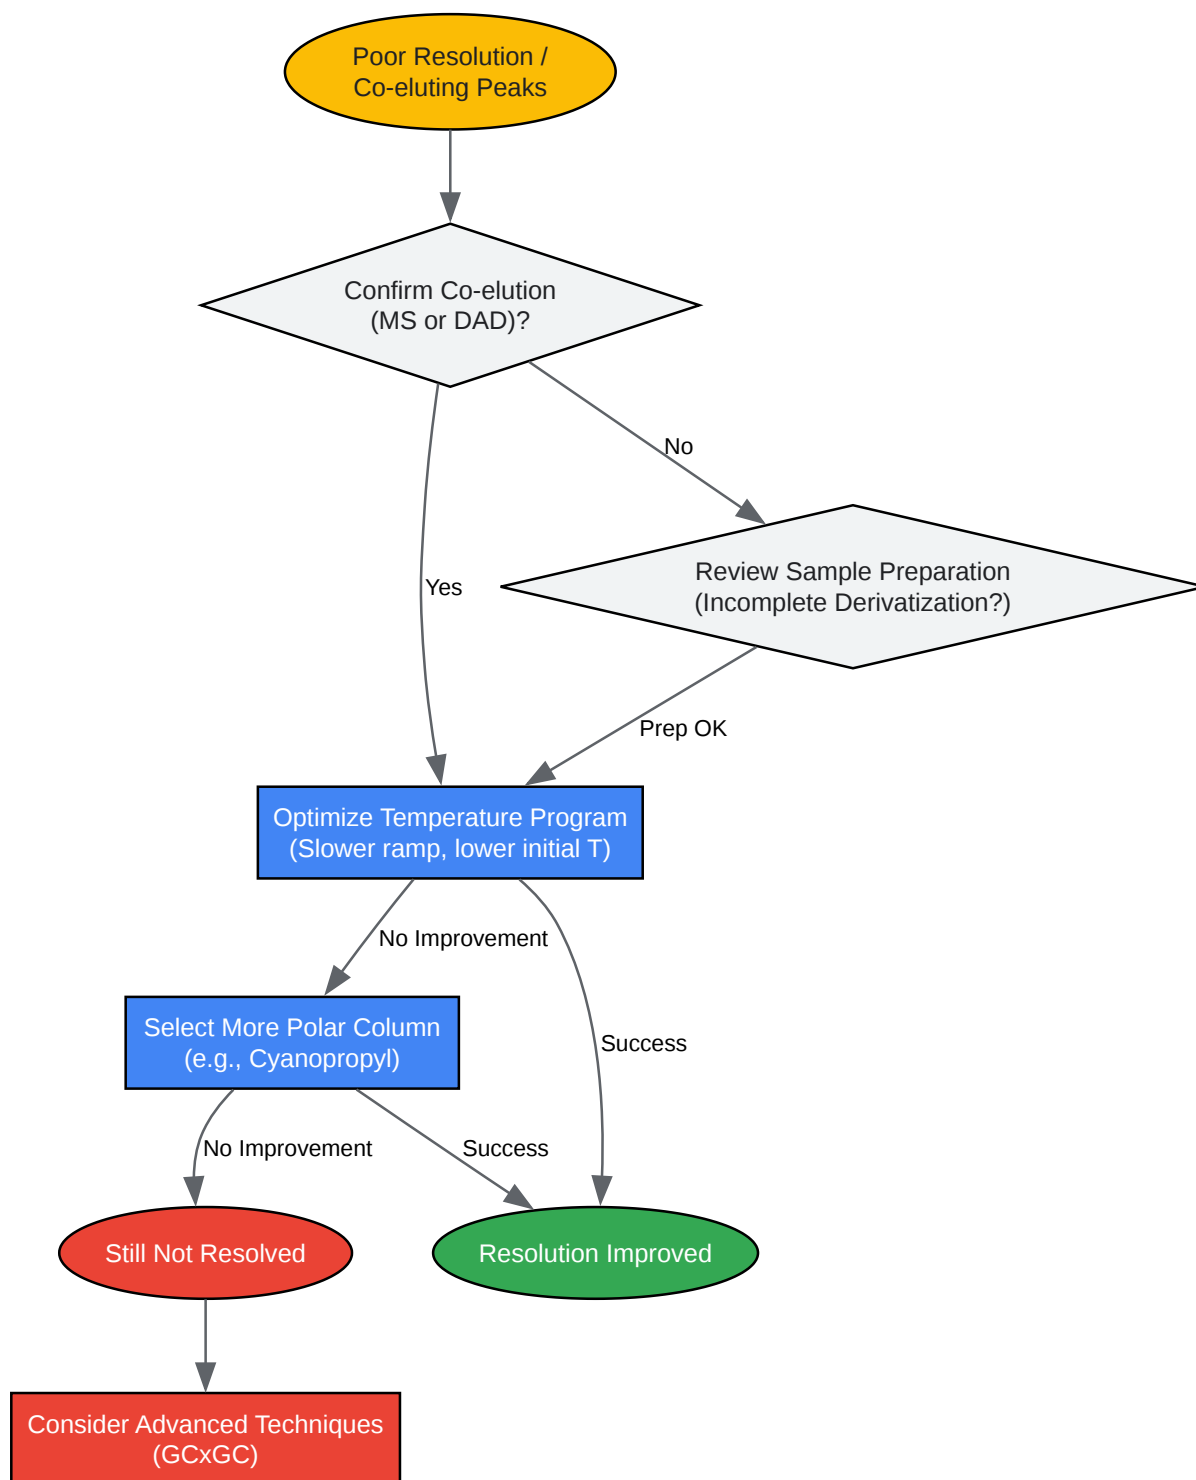 Poor Resolution /
Co-eluting Peaks
Confirm Co-elution
(MS or DAD)?
No
Review Sample Preparation
(Incomplete Derivatization?)
Yes
Prep OK
Optimize Temperature Program
(Slower ramp, lower initial T)
No Improvement
Select More Polar Column
(e.g., Cyanopropyl)
Success
No Improvement
Success
Still Not Resolved
Resolution Improved
Consider Advanced Techniques
(GCxGC)